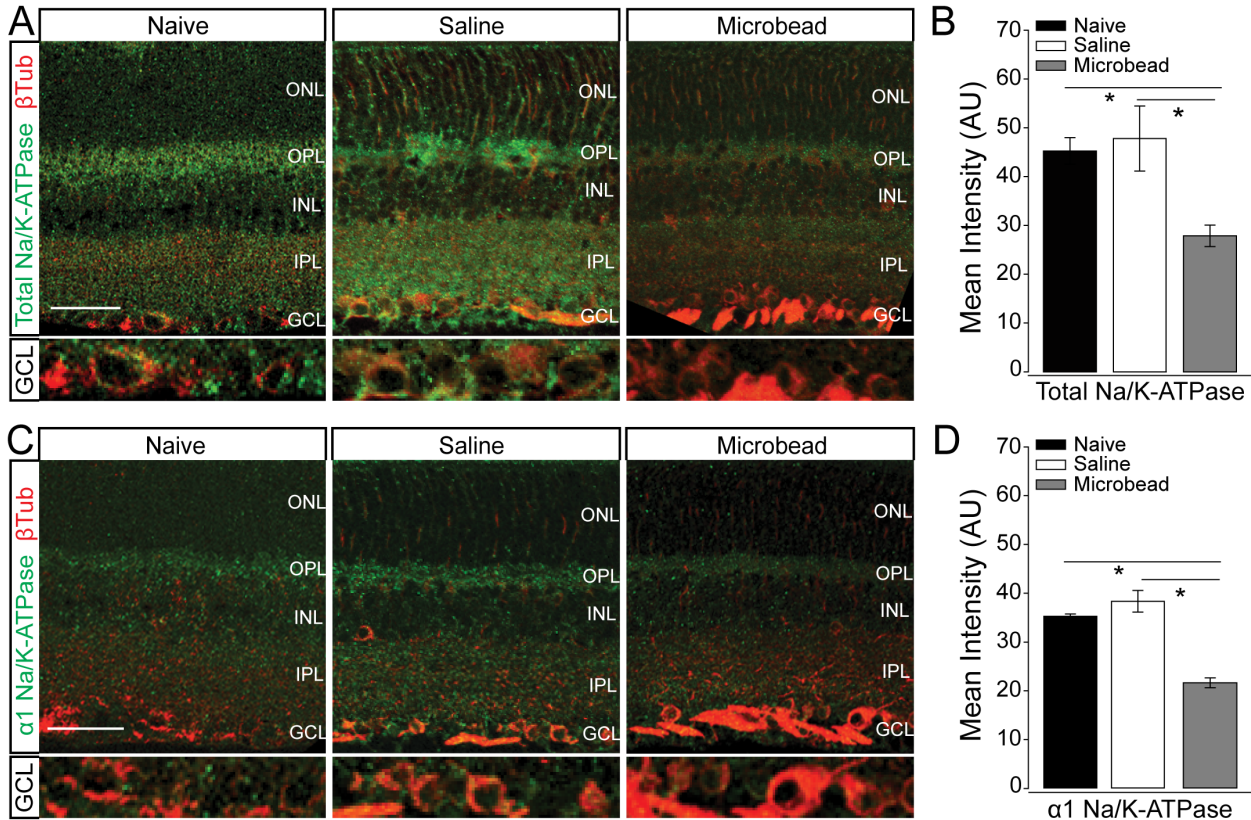 A
Naive
Saline
Microbead
Total Na/K-ATPase βTub
ONL
OPL
INL
IPL
GCL
ONL
OPL
INL
IPL
GCL
ONL
OPL
INL
IPL
GCL
GCL
B
Naive
Saline
Microbead
70
60
50
40
30
20
10
0
Mean Intensity (AU)
* *
Total Na/K-ATPase
C
Naive
Saline
Microbead
α1 Na/K-ATPase βTub
ONL
OPL
INL
IPL
GCL
ONL
OPL
INL
IPL
GCL
ONL
OPL
INL
IPL
GCL
GCL
D
Naive
Saline
Microbead
70
60
50
40
30
20
10
0
Mean Intensity (AU)
*
*
α1 Na/K-ATPase